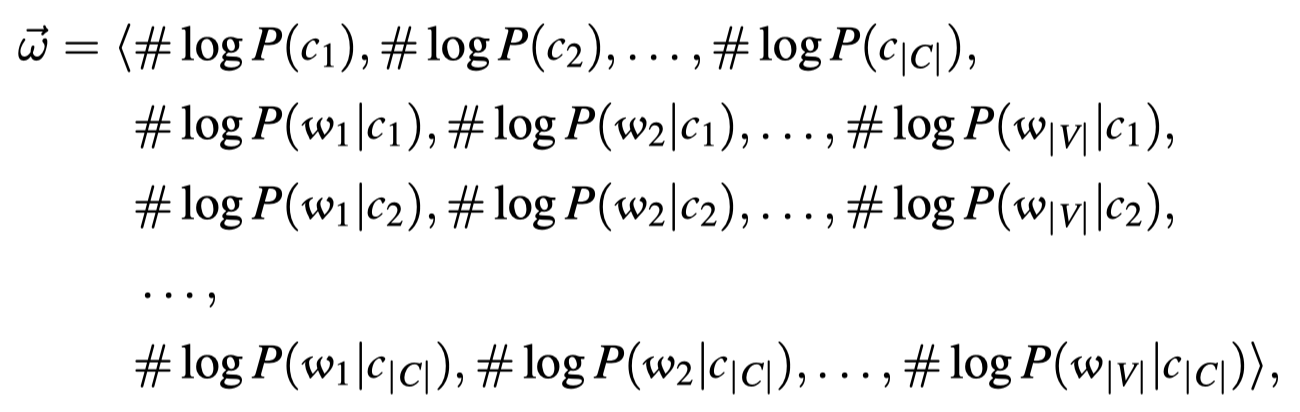 ω⃗ = ⟨# log P(c₁), # log P(c₂), . . . , # log P(c_{|C|}),
# log P(w₁|c₁), # log P(w₂|c₁), . . . , # log P(w_{|V|}|c₁),
# log P(w₁|c₂), # log P(w₂|c₂), . . . , # log P(w_{|V|}|c₂),
. . . ,
# log P(w₁|c_{|C|}), # log P(w₂|c_{|C|}), . . . , # log P(w_{|V|}|c_{|C|})⟩,